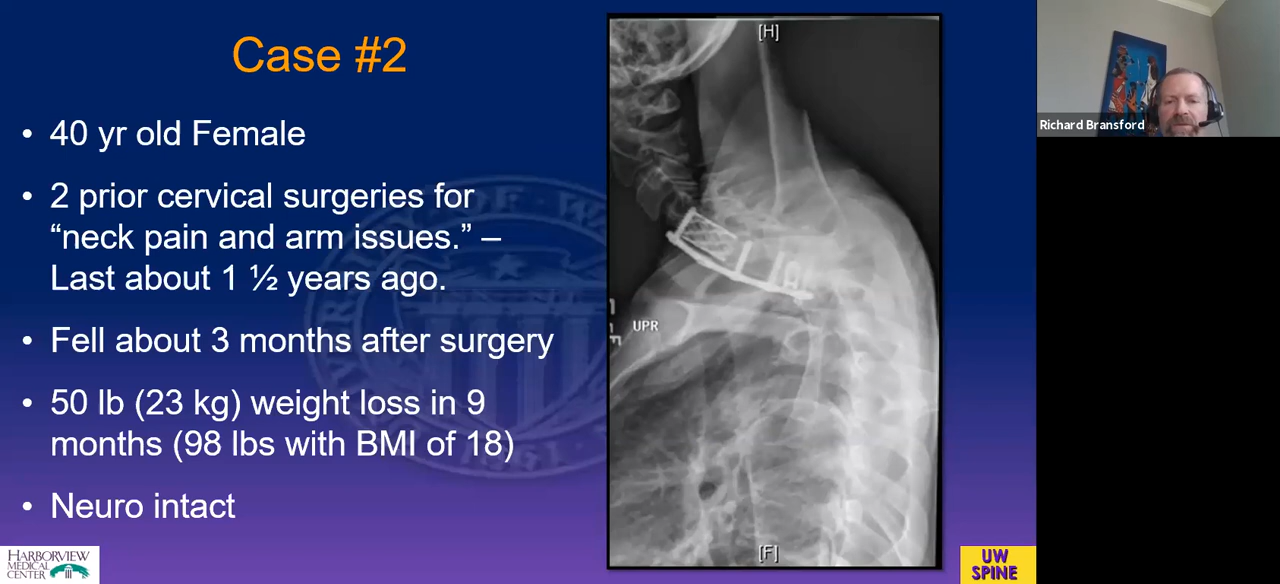 Case #2
• 40 yr old Female
• 2 prior cervical surgeries for
“neck pain and arm issues.” –
Last about 1 ½ years ago.
• Fell about 3 months after surgery
• 50 lb (23 kg) weight loss in 9
months (98 lbs with BMI of 18)
• Neuro intact
HARBORVIEW
MEDICAL
CENTER
[H]
UPR
[F]
UW
SPINE
Richard Bransford